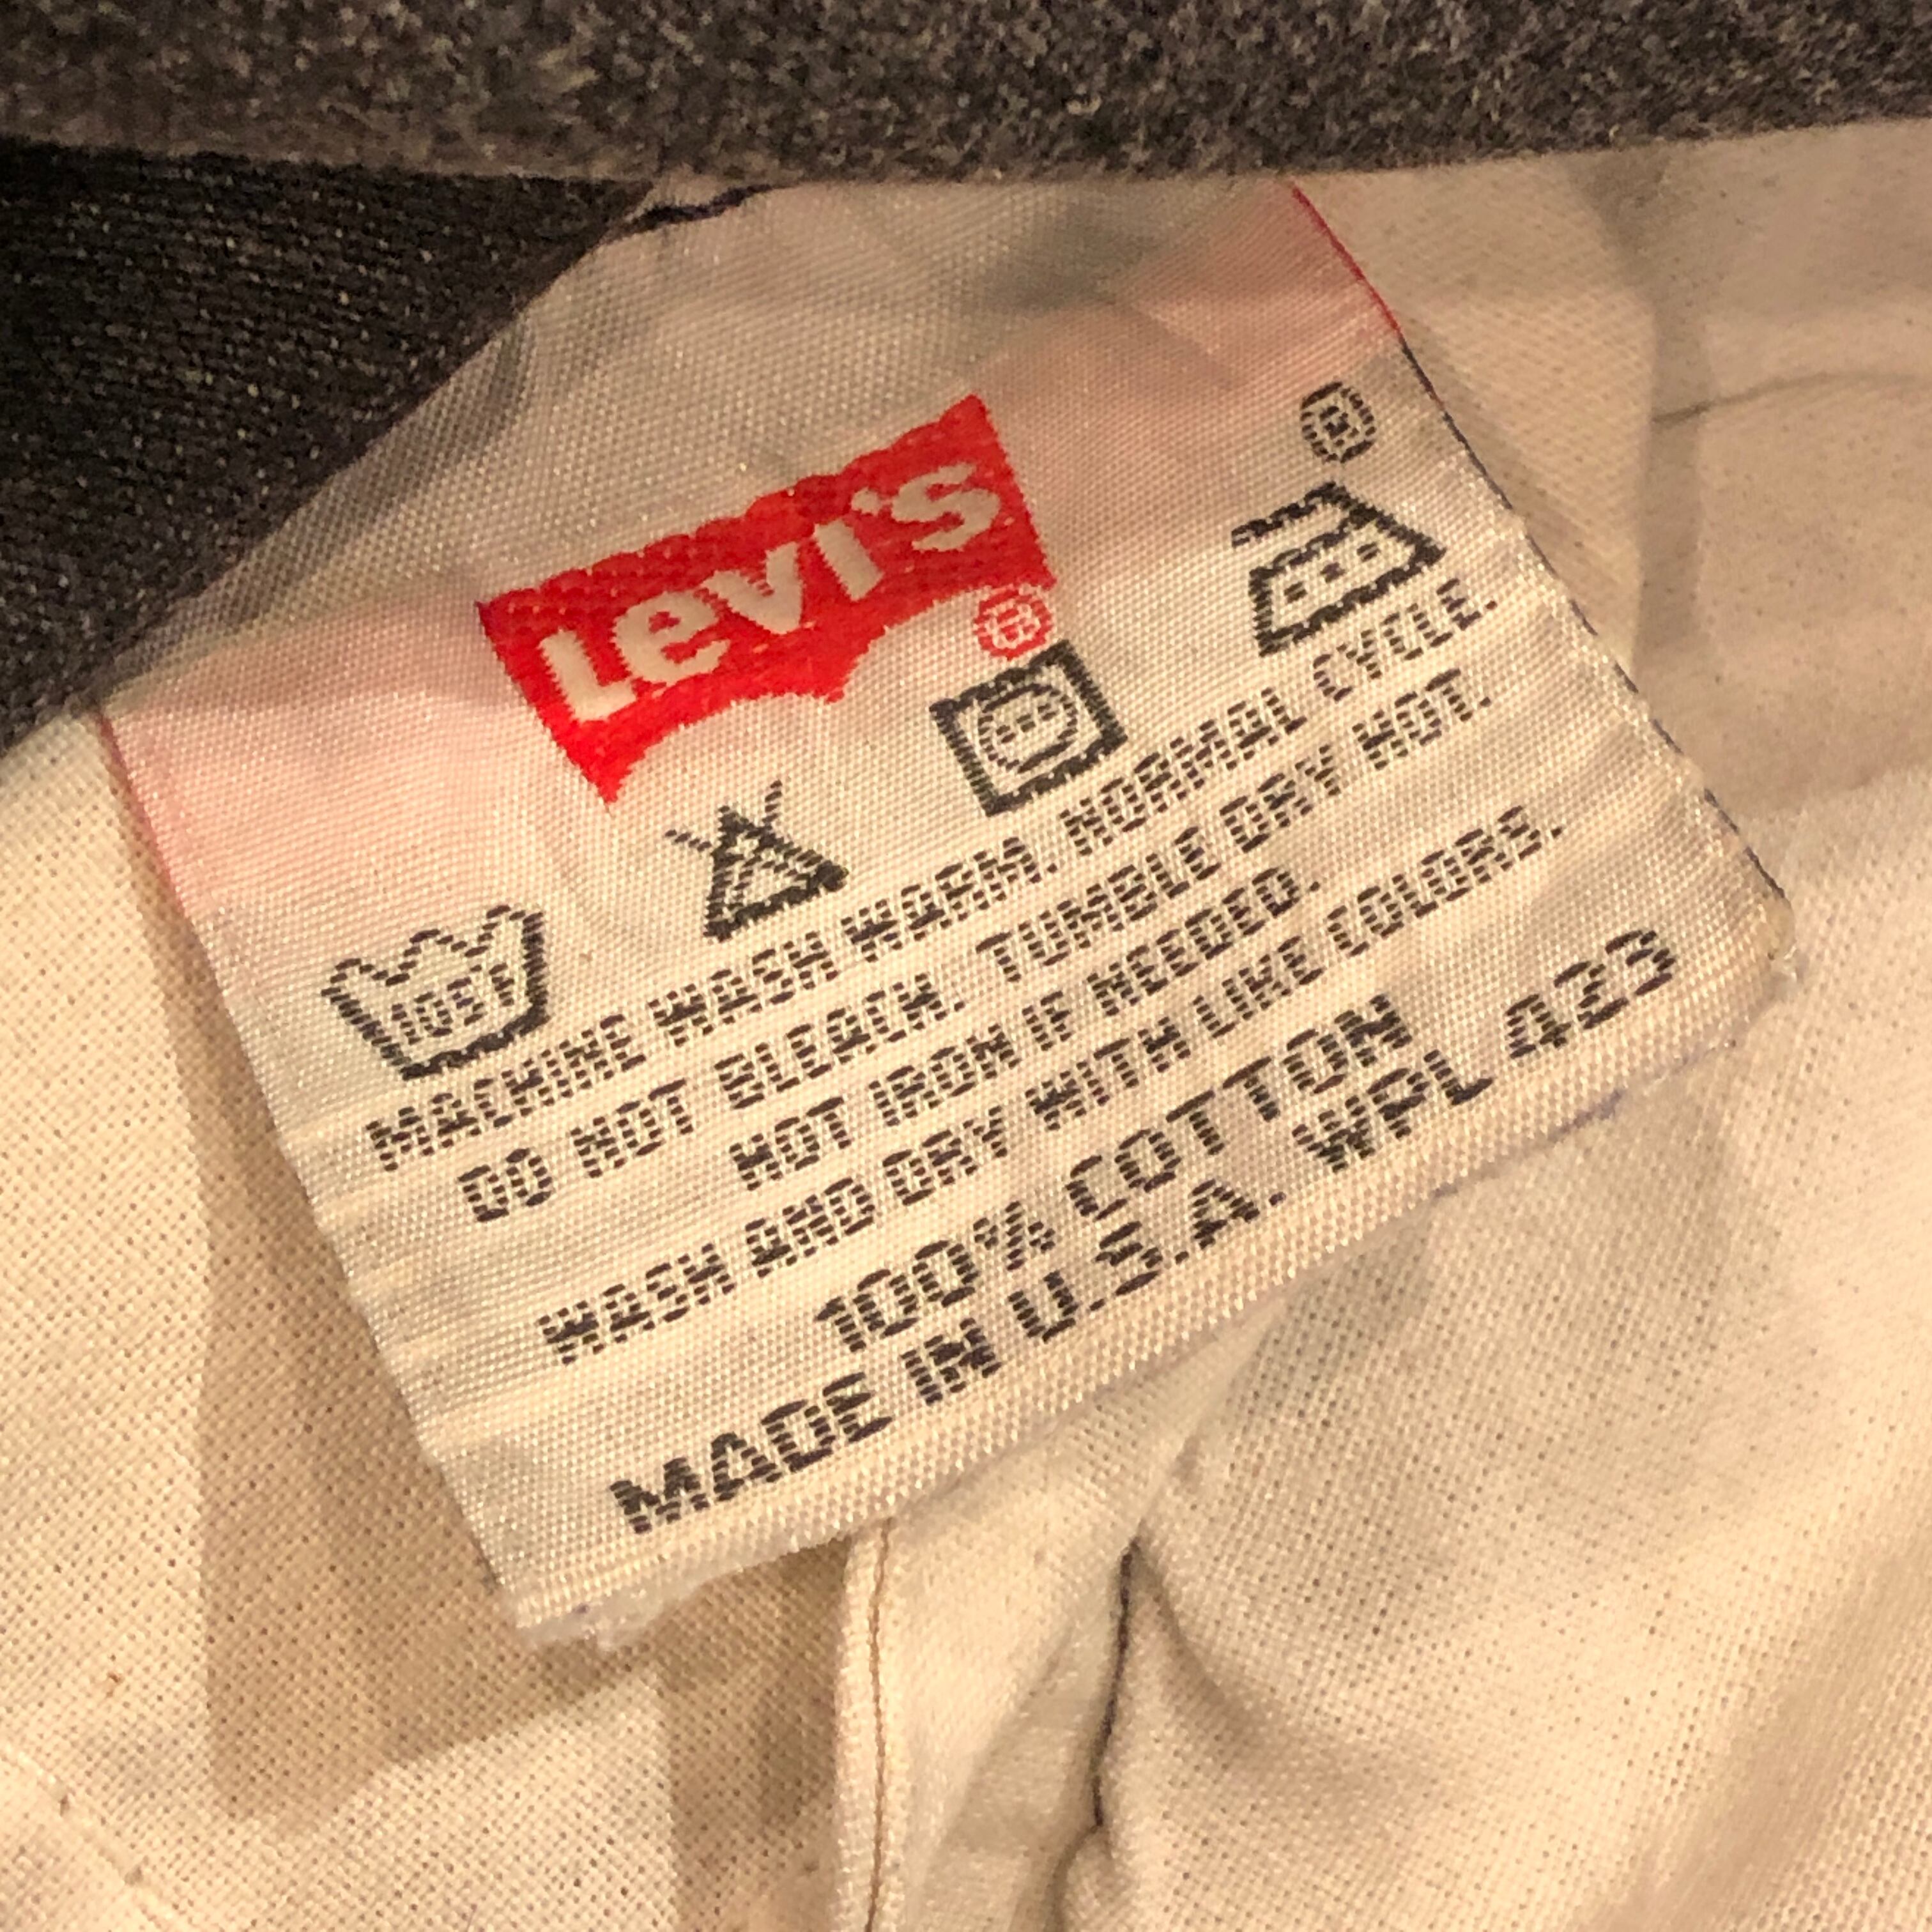 Levi's
®
®
105F
MACHINE WASH WARM. NORMAL CYCLE.
DO NOT BLEACH. TUMBLE DRY HOT.
HOT IRON IF NEEDED.
WASH AND DRY WITH LIKE COLORS.
100% COTTON
MADE IN U.S.A. WPL 423